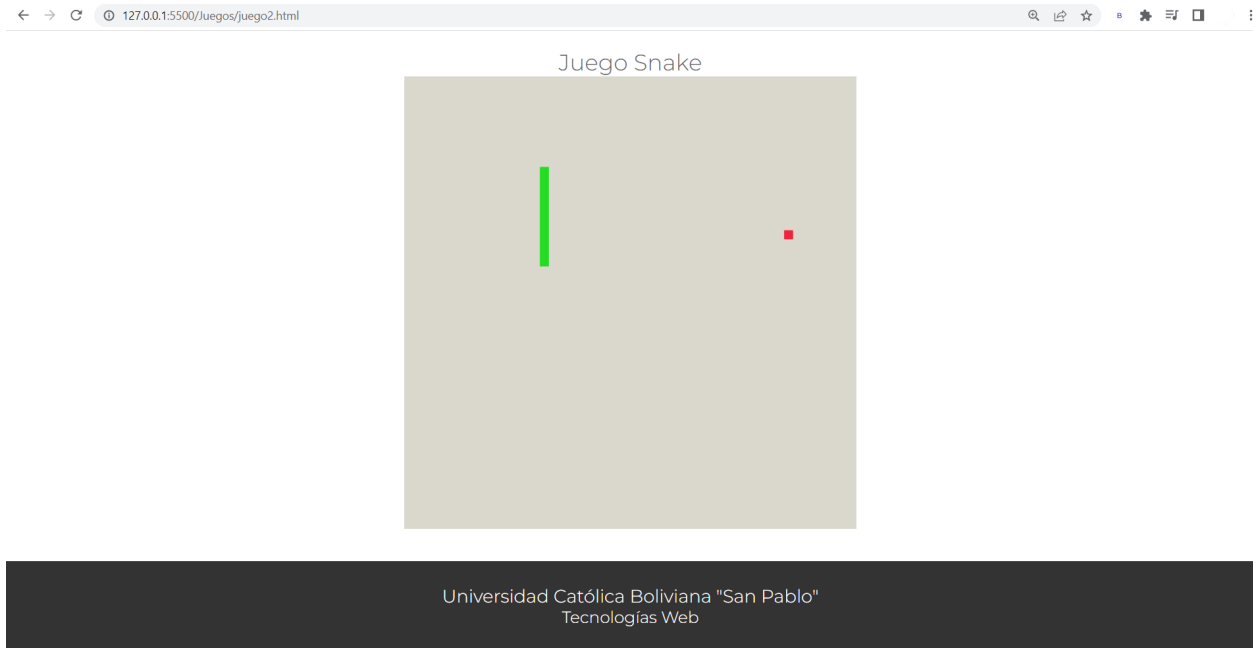 127.0.0.1:5500/Juegos/juego2.html
B
Juego Snake
Universidad Católica Boliviana "San Pablo"
Tecnologías Web